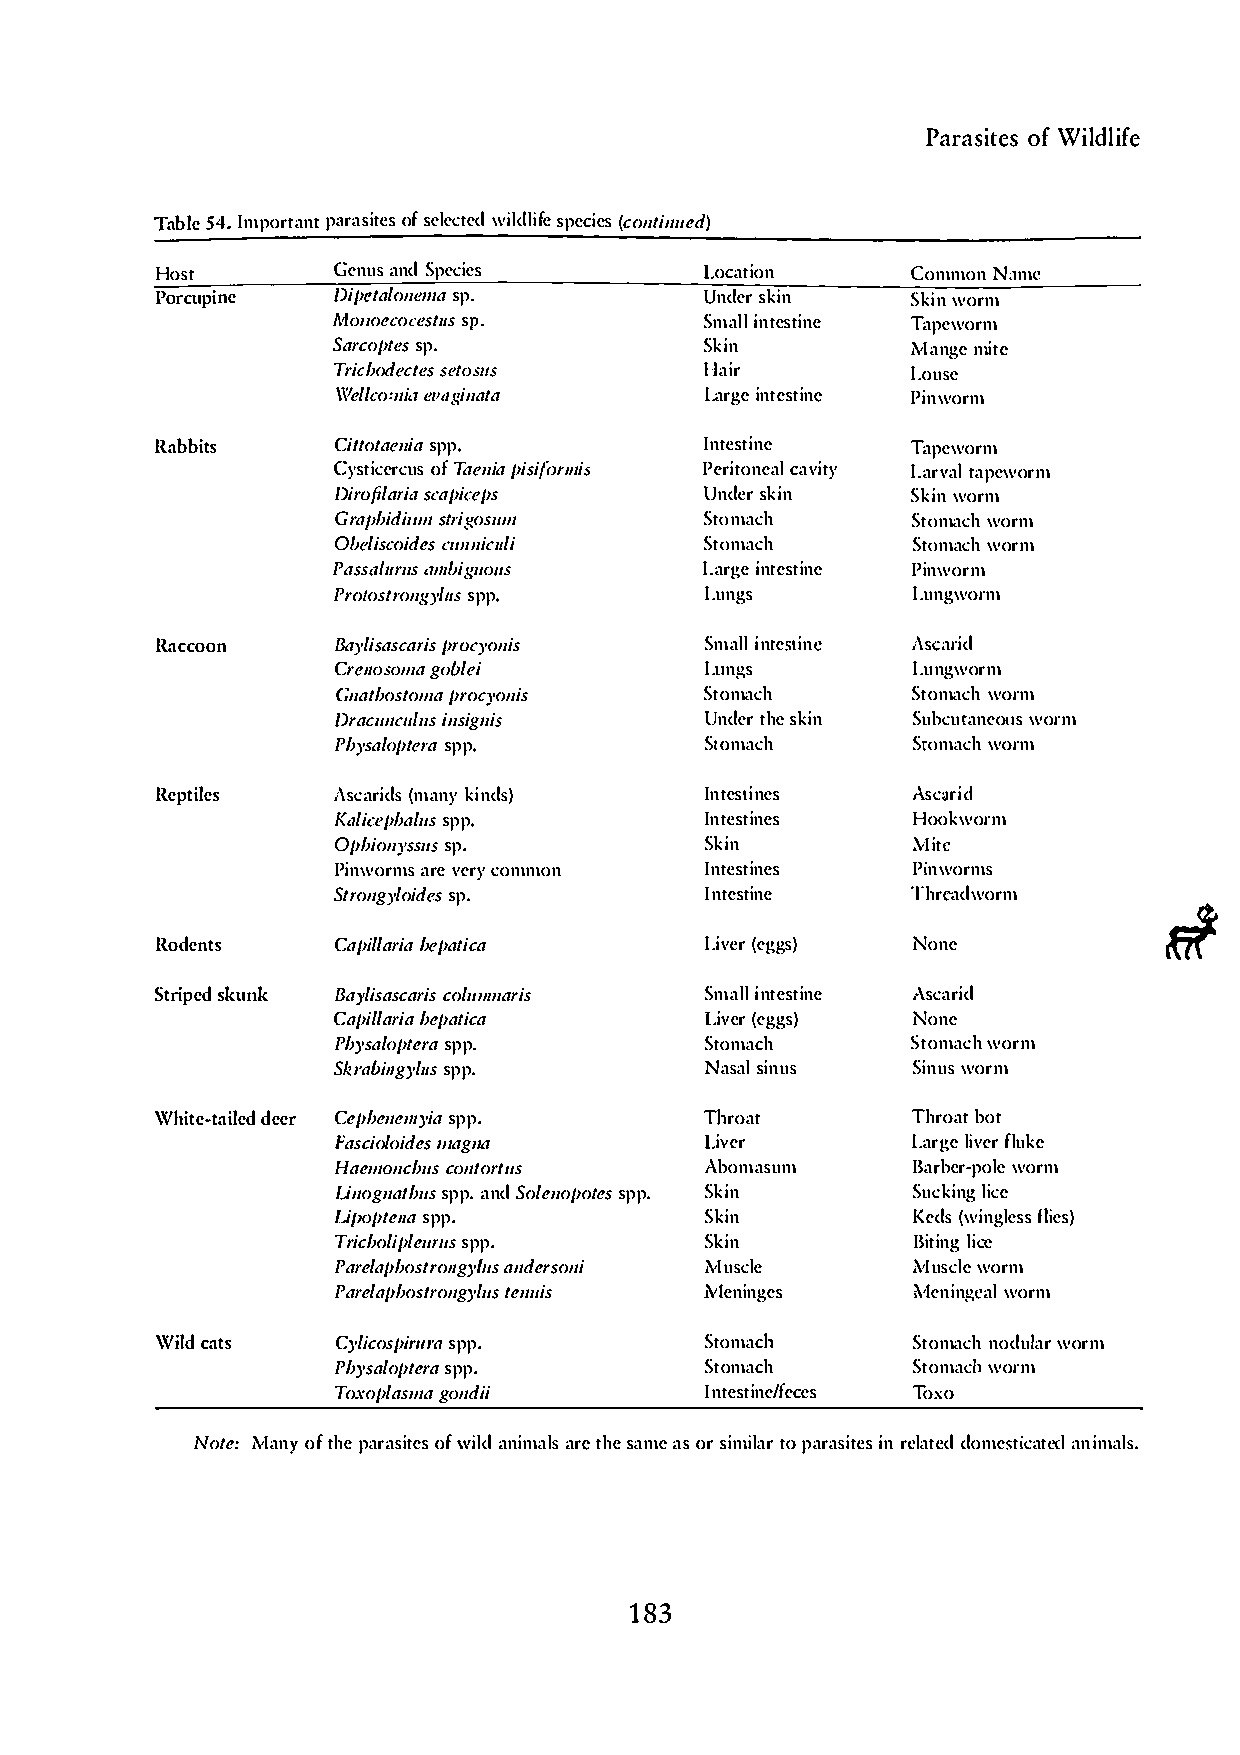 Parasites of Wildlife
Table 54. Important parasites of selected wildlife species (continued)
Host Genus and Species Location Common Name
Porcupine Dipetalonema sp. Under skin Skin worm
Monoecocestus sp. Small intestine Tapeworm
Sarcoptes sp. Skin Mange mite
Trichodectes setosus Hair Louse
Wellcomia evaginata Large intestine Pinworm
Rabbits Cittotaenia spp. Intestine Tapeworm
Cysticercus of Taenia pisiformis Peritoneal cavity Larval tapeworm
Dirofilaria scapiceps Under skin Skin worm
Graphidium strigosum Stomach Stomach worm
Obeliscoides cunniculi Stomach Stomach worm
Passalurus ambiguous Large intestine Pinworm
Protostrongylus spp. Lungs Lungworm
Raccoon Baylisascaris procyonis Small intestine Ascarid
Crenosoma goblei Lungs Lungworm
Gnathostoma procyonis Stomach Stomach worm
Dracunculus insignis Under the skin Subcutaneous worm
Physaloptera spp. Stomach Stomach worm
Reptiles Ascarids (many kinds) Intestines Ascarid
Kalicephalus spp. Intestines Hookworm
Ophionyssus sp. Skin Mite
Pinworms are very common Intestines Pinworms
Strongyloides sp. Intestine Threadworm
Rodents Capillaria hepatica Liver (eggs) None
Striped skunk Baylisascaris columnaris Small intestine Ascarid
Capillaria hepatica Liver (eggs) None
Physaloptera spp. Stomach Stomach worm
Skrabingylus spp. Nasal sinus Sinus worm
White-tailed deer Cephenemyia spp. Throat Throat bot
Fascioloides magna Liver Large liver fluke
Haemonchus contortus Abomasum Barber-pole worm
Linognathus spp. and Solenopotes spp. Skin Sucking lice
Lipoptena spp. Skin Keds (wingless flies)
Tricholipleurus spp. Skin Biting lice
Parelaphostrongylus andersoni Muscle Muscle worm
Parelaphostrongylus tenuis Meninges Meningeal worm
Wild cats Cylicospirura spp. Stomach Stomach nodular worm
Physaloptera spp. Stomach Stomach worm
Toxoplasma gondii Intestine/feces Toxo
Note: Many of the parasites of wild animals are the same as or similar to parasites in related domesticated animals.
183